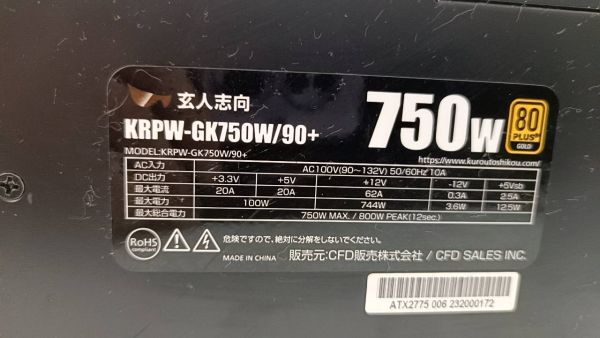 玄人志向
KRPW-GK750W/90+
750W
80
PLUS
GOLD
MODEL:KRPW-GK750W/90+
https://www.kuroutoshikou.com/
AC入力 AC100V(90~132V) 50/60Hz 10A
DC出力 +3.3V +5V +12V -12V +5Vsb
最大電流 20A 20A 62A 0.3A 2.5A
最大電力 100W 744W 3.6W 12.5W
最大総合電力 750W MAX. / 800W PEAK(12sec.)
RoHS
compliant
危険ですので、絶対に分解をしないでください。
MADE IN CHINA 販売元:CFD販売株式会社 / CFD SALES INC.
ATX2775 006 232000172